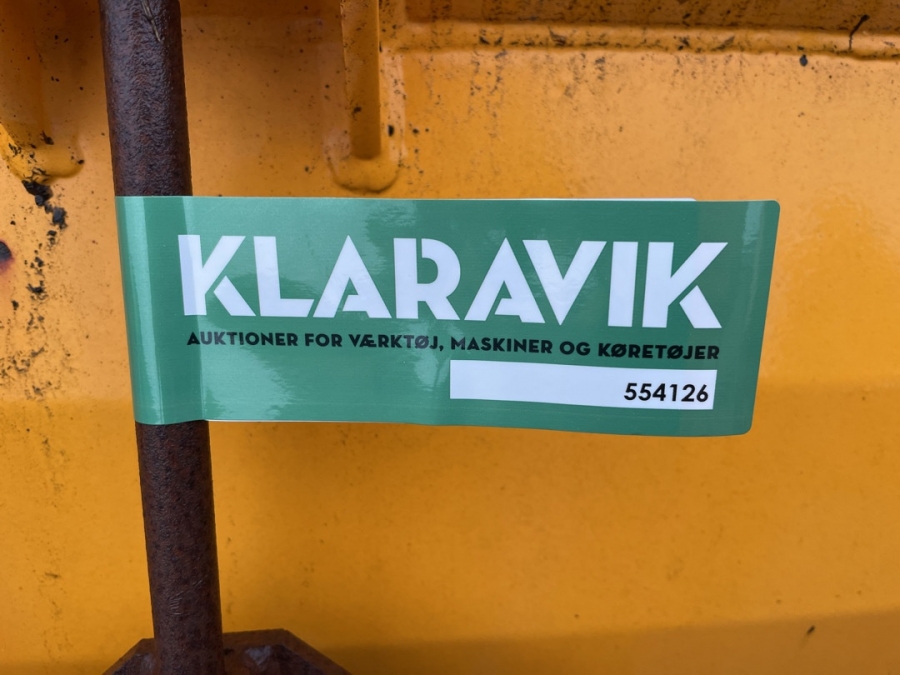 KLARAVIK
AUKTIONER FOR VÆRKTØJ, MASKINER OG KØRETØJER
554126